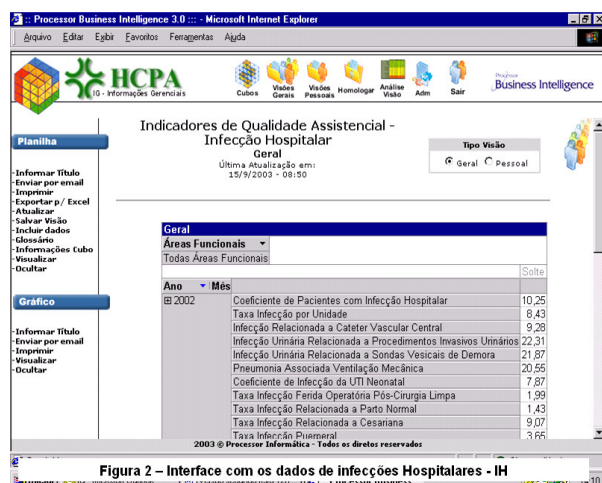 :: Processor Business Intelligence 3.0 ::: - Microsoft Internet Explorer
Arquivo Editar Exibir Favoritos Ferramentas Ajuda
HCPA
IG - Informações Gerenciais
Cubos Visões Gerais Visões Pessoais Homologar Análise Visão Adm Sair
Processor
Business Intelligence
Indicadores de Qualidade Assistencial -
Infecção Hospitalar
Geral
Última Atualização em:
15/9/2003 - 08:50
Tipo Visão
Geral Pessoal
Planilha
-Informar Título
-Enviar por email
-Imprimir
-Exportar p/ Excel
-Atualizar
-Salvar Visão
-Incluir dados
-Glossário
-Informações Cubo
-Visualizar
-Ocultar
Gráfico
-Informar Título
-Enviar por email
-Imprimir
-Visualizar
-Ocultar
Geral
Áreas Funcionais
Todas Áreas Funcionais
Solte
Ano Mês
2002 Coeficiente de Pacientes com Infecção Hospitalar 10,25
Taxa Infecção por Unidade 8,43
Infecção Relacionada a Cateter Vascular Central 9,28
Infecção Urinária Relacionada a Procedimentos Invasivos Urinários 22,31
Infecção Urinária Relacionada a Sondas Vesicais de Demora 21,87
Pneumonia Associada Ventilação Mecânica 20,55
Coeficiente de Infecção da UTI Neonatal 7,87
Taxa Infecção Ferida Operatória Pós-Cirurgia Limpa 1,99
Taxa Infecção Relacionada a Parto Normal 1,43
Taxa Infecção Relacionada a Cesariana 9,07
Taxa Infecção Puerperal 3,65
2003 © Processor Informática - Todos os diretos reservados
Figura 2 – Interface com os dados de infecções Hospitalares - IH